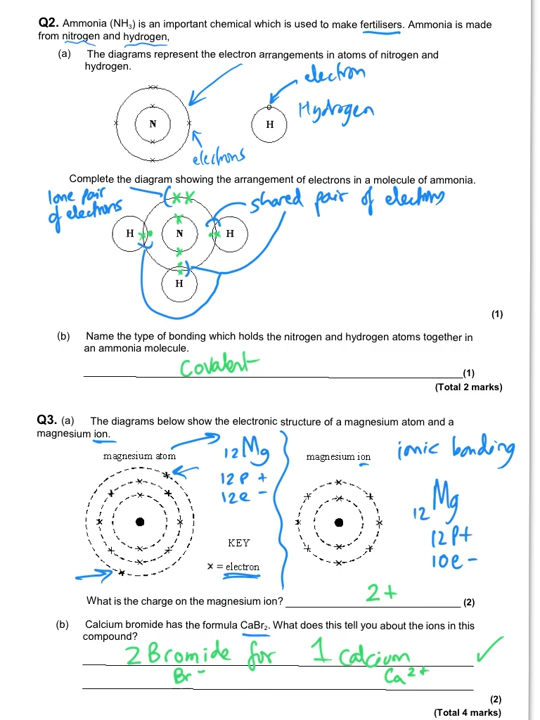 Q2. Ammonia (NH3) is an important chemical which is used to make fertilisers. Ammonia is made
from nitrogen and hydrogen,
(a) The diagrams represent the electron arrangements in atoms of nitrogen and
hydrogen.
electron
N
H
Hydrogen
electrons
Complete the diagram showing the arrangement of electrons in a molecule of ammonia.
lone pair
of electrons
shared pair of electrons
H N H
H
(1)
(b) Name the type of bonding which holds the nitrogen and hydrogen atoms together in
an ammonia molecule.
Covalent
(1)
(Total 2 marks)
Q3. (a) The diagrams below show the electronic structure of a magnesium atom and a
magnesium ion.
magnesium atom
12Mg
12P +
12e -
magnesium ion
ionic bonding
12Mg
12P+
10e-
KEY
x = electron
What is the charge on the magnesium ion? 2+ (2)
(b) Calcium bromide has the formula CaBr2. What does this tell you about the ions in this
compound?
2 Bromide for 1 Calcium
Br- Ca2+
(2)
(Total 4 marks)